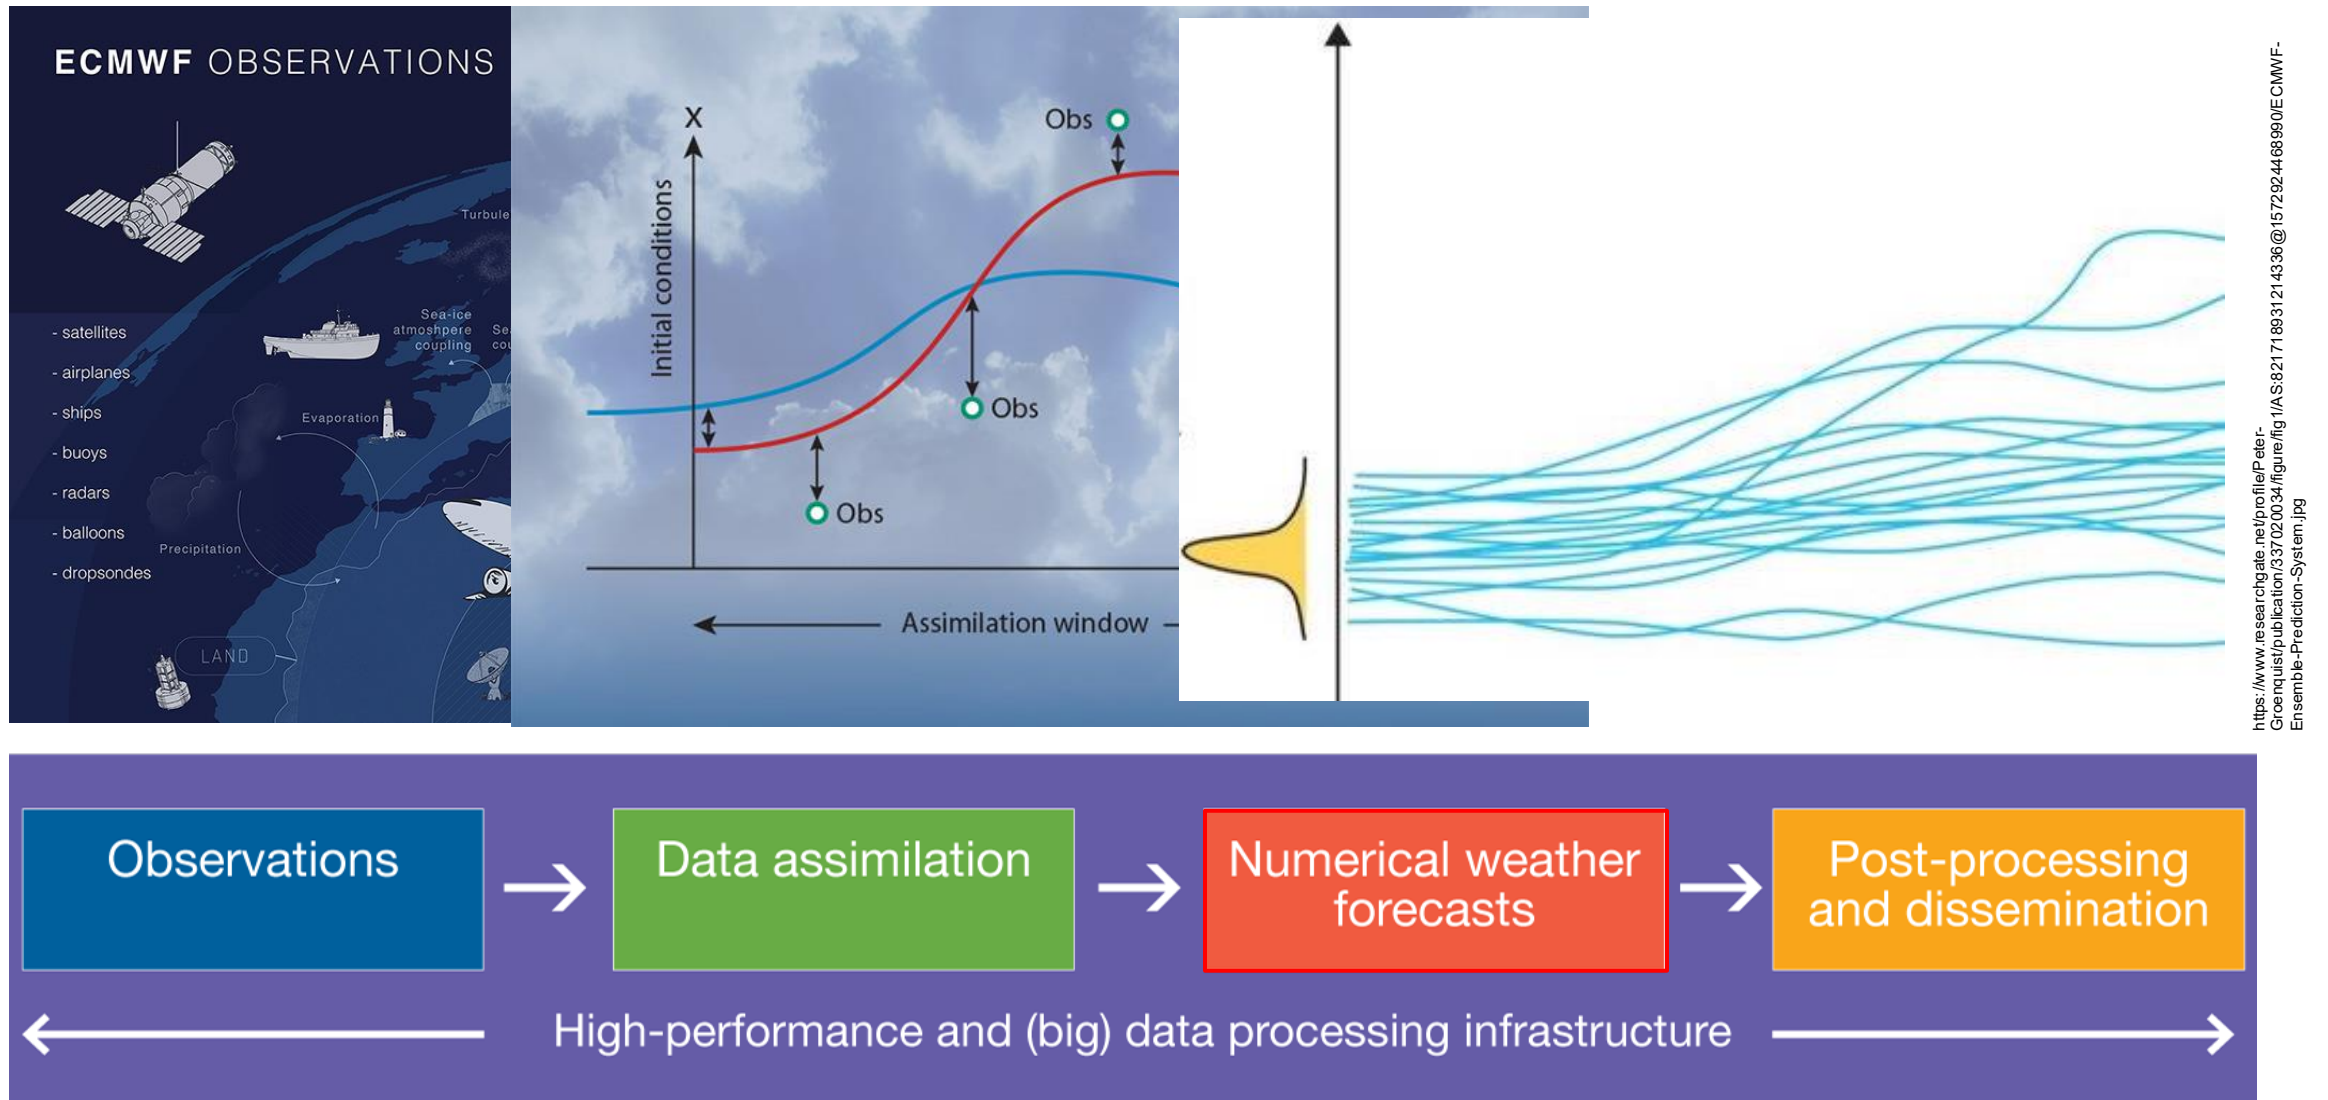 ECMWF OBSERVATIONS
Turbule
Sea-ice
atmoshpere
coupling
Sea
cou
- satellites
- airplanes
- ships
- buoys
- radars
- balloons
- dropsondes
Evaporation
Precipitation
LAND
X
Initial conditions
Obs
Obs
Obs
Assimilation window
https://www.researchgate.net/profile/Peter-
Groenquist/publication/337020034/figure/fig1/AS:821718931214336@1572924468990/ECMWF-
Ensemble-Prediction-System.jpg
Observations
Data assimilation
Numerical weather
forecasts
Post-processing
and dissemination
High-performance and (big) data processing infrastructure